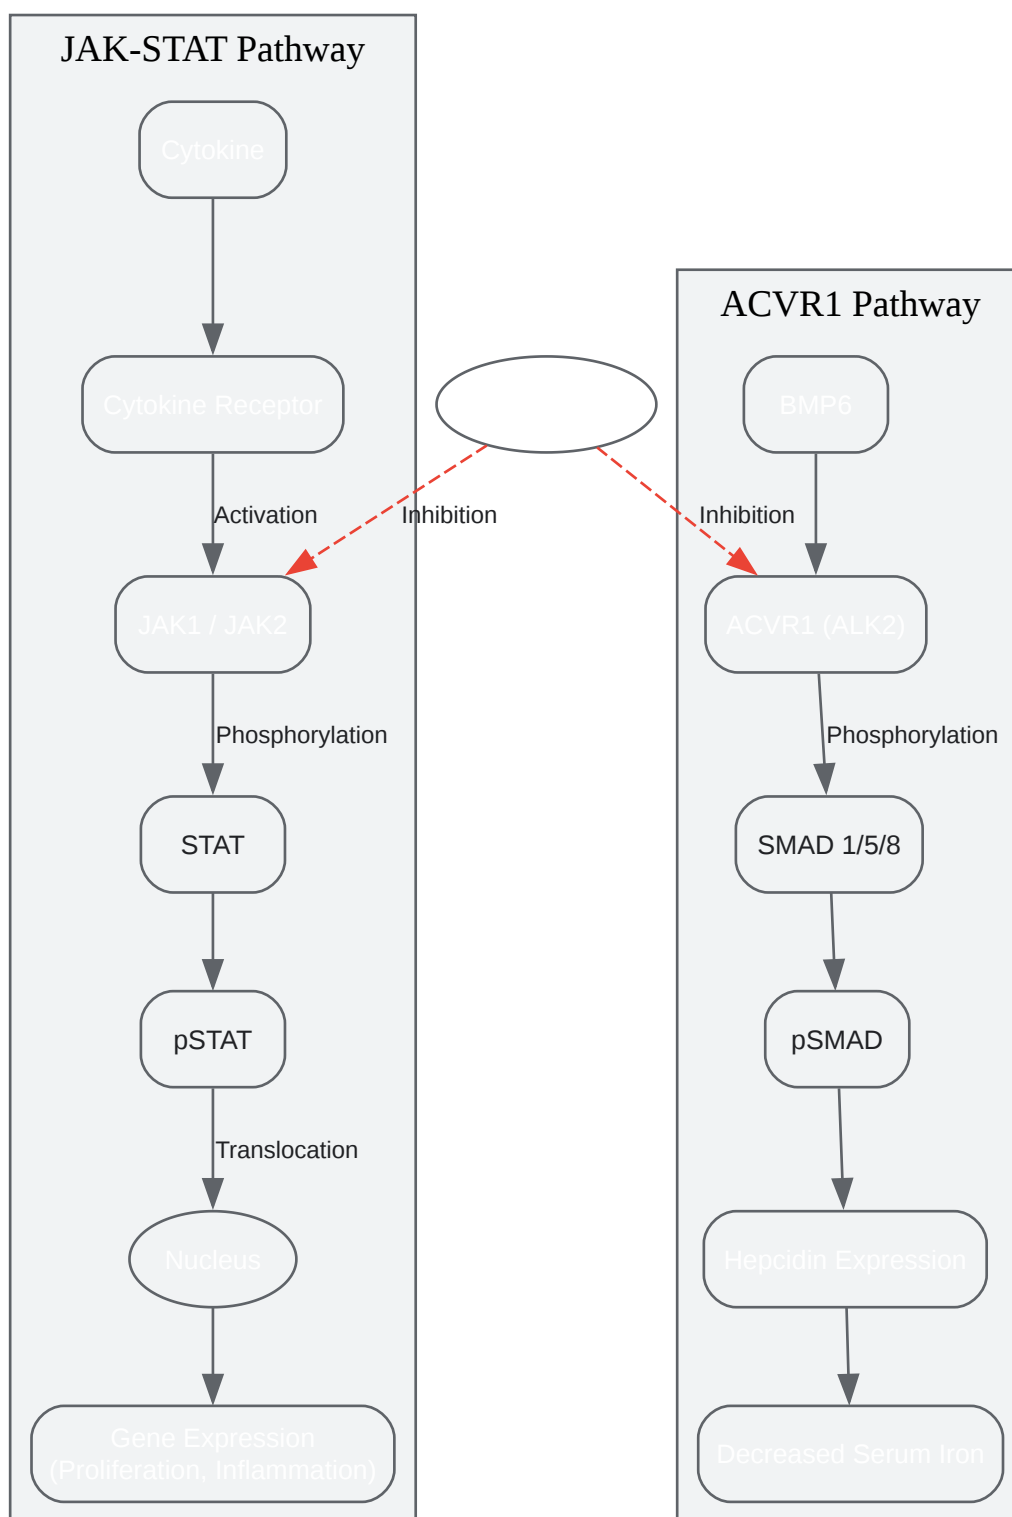 JAK-STAT Pathway
Cytokine
Cytokine Receptor
Activation
Inhibition
JAK1 / JAK2
Phosphorylation
STAT
pSTAT
Translocation
Nucleus
Gene Expression
(Proliferation, Inflammation)
ACVR1 Pathway
BMP6
Inhibition
ACVR1 (ALK2)
Phosphorylation
SMAD 1/5/8
pSMAD
Hepcidin Expression
Decreased Serum Iron